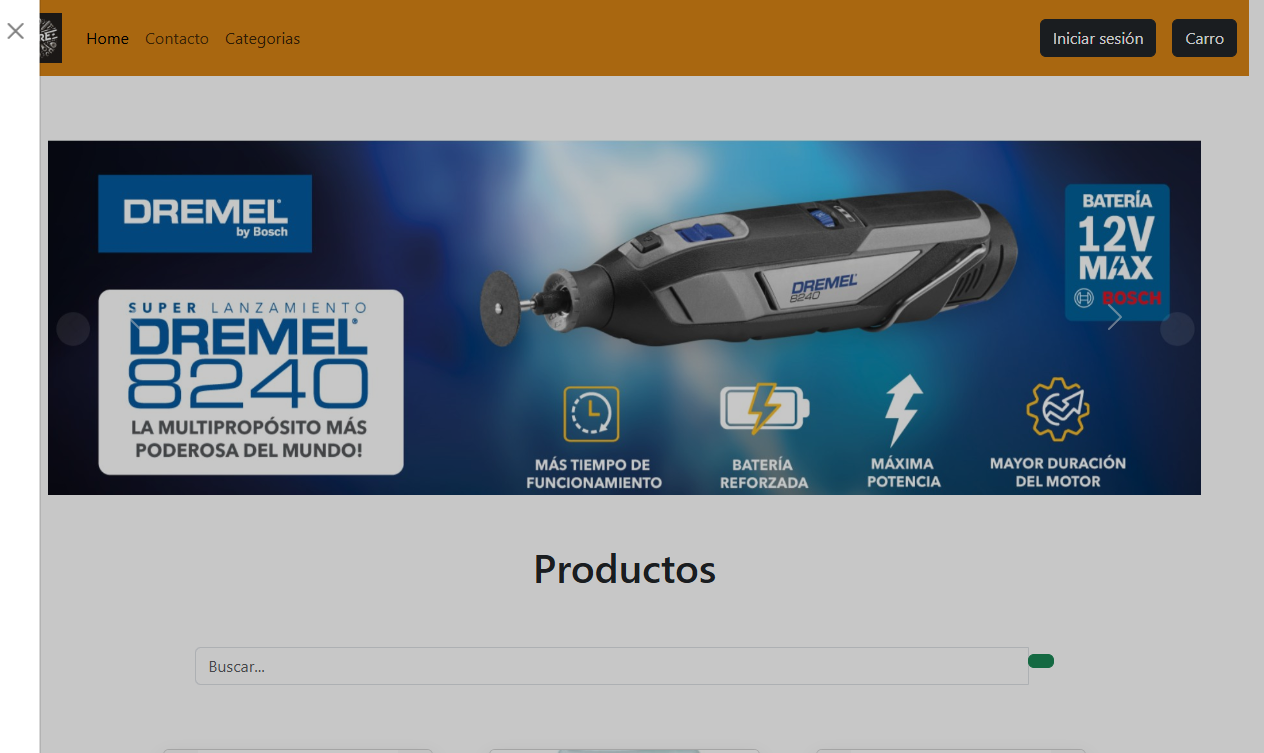 Home Contacto Categorias Iniciar sesión Carro
DREMEL
by Bosch
SUPER LANZAMIENTO
DREMEL
8240
LA MULTIPROPÓSITO MÁS
PODEROSA DEL MUNDO!
DREMEL
8240
BATERÍA
12V
MAX
BOSCH
MÁS TIEMPO DE
FUNCIONAMIENTO
BATERÍA
REFORZADA
MÁXIMA
POTENCIA
MAYOR DURACIÓN
DEL MOTOR
Productos
Buscar...